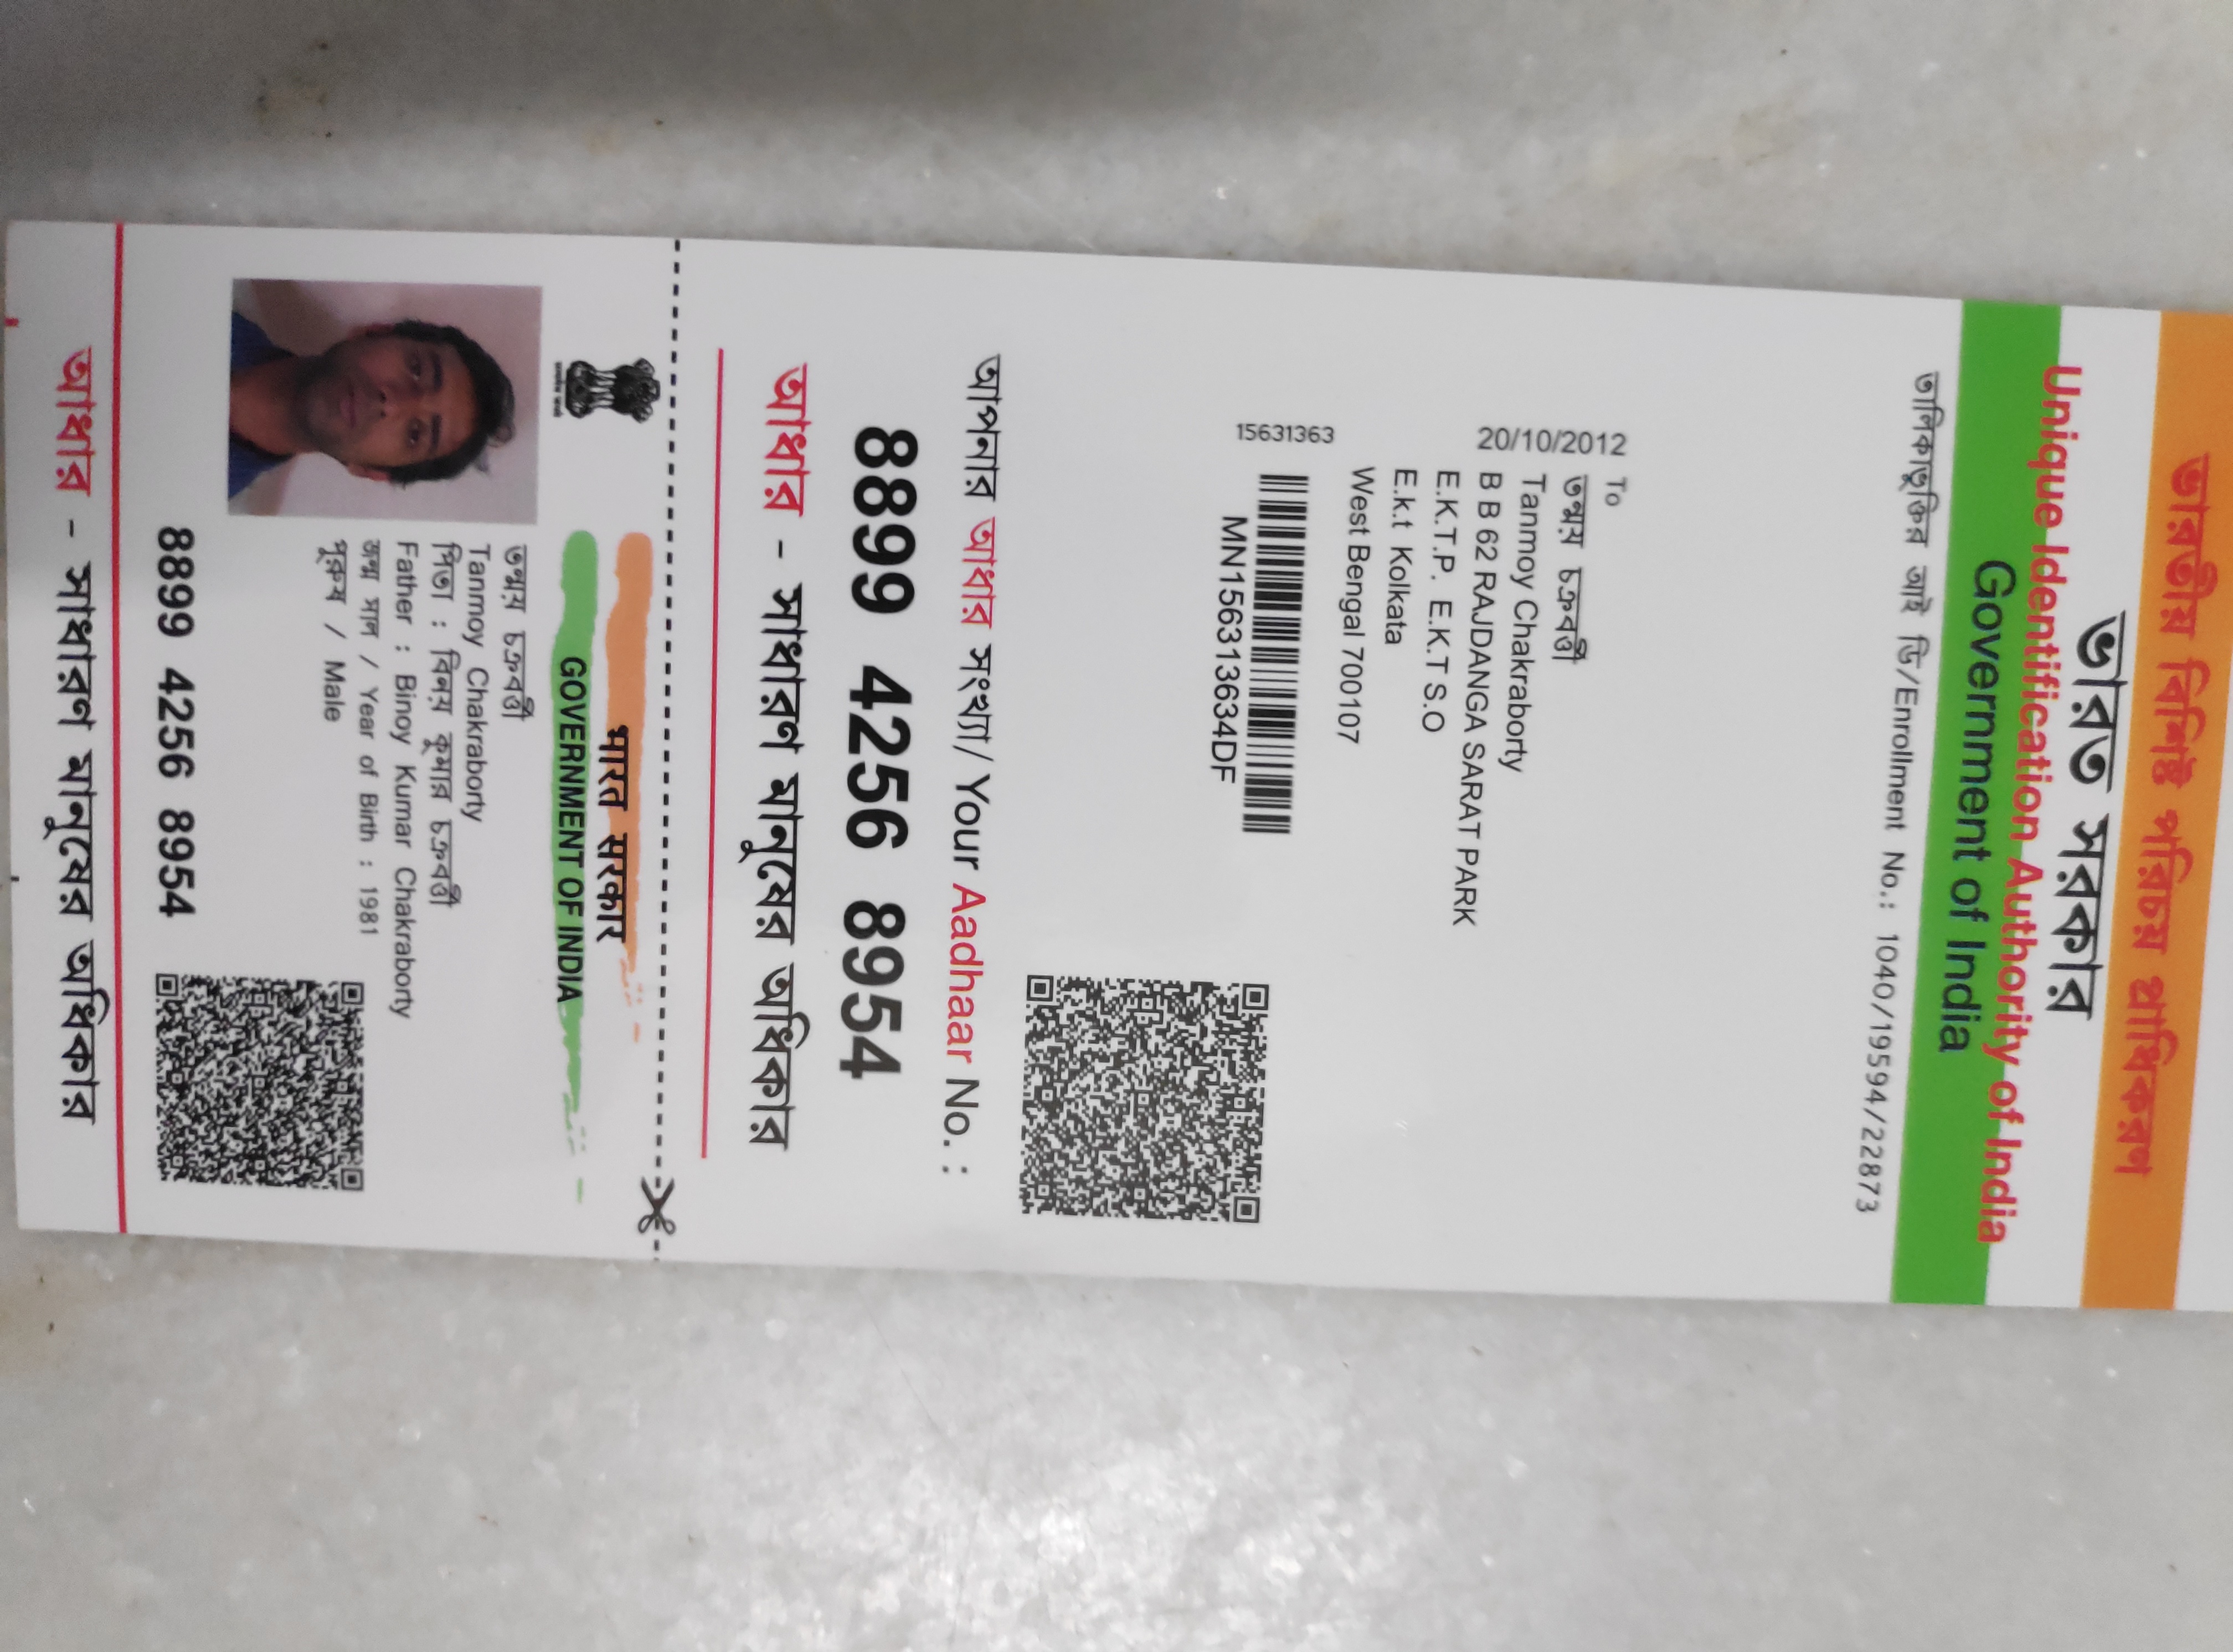 ভারতীয় বিশিষ্ট পরিচয় প্রাধিকরণ
ভারত সরকার
Unique Identification Authority of India
Government of India
তালিকাভুক্তির আই ডি/Enrollment No.: 1040/19594/22873
20/10/2012
To
তন্ময় চক্রবর্তী
Tanmoy Chakraborty
B B 62 RAJDANGA SARAT PARK
E.K.T.P. E.K.T S.O
E.k.t Kolkata
West Bengal 700107
15631363
MN156313634DF
আপনার আধার সংখ্যা/ Your Aadhaar No. :
8899 4256 8954
আধার - সাধারণ মানুষের অধিকার
भारत सरकार
GOVERNMENT OF INDIA
তন্ময় চক্রবর্তী
Tanmoy Chakraborty
পিতা : বিনয় কুমার চক্রবর্তী
Father : Binoy Kumar Chakraborty
জন্ম সাল / Year of Birth : 1981
পুরুষ / Male
8899 4256 8954
আধার - সাধারণ মানুষের অধিকার